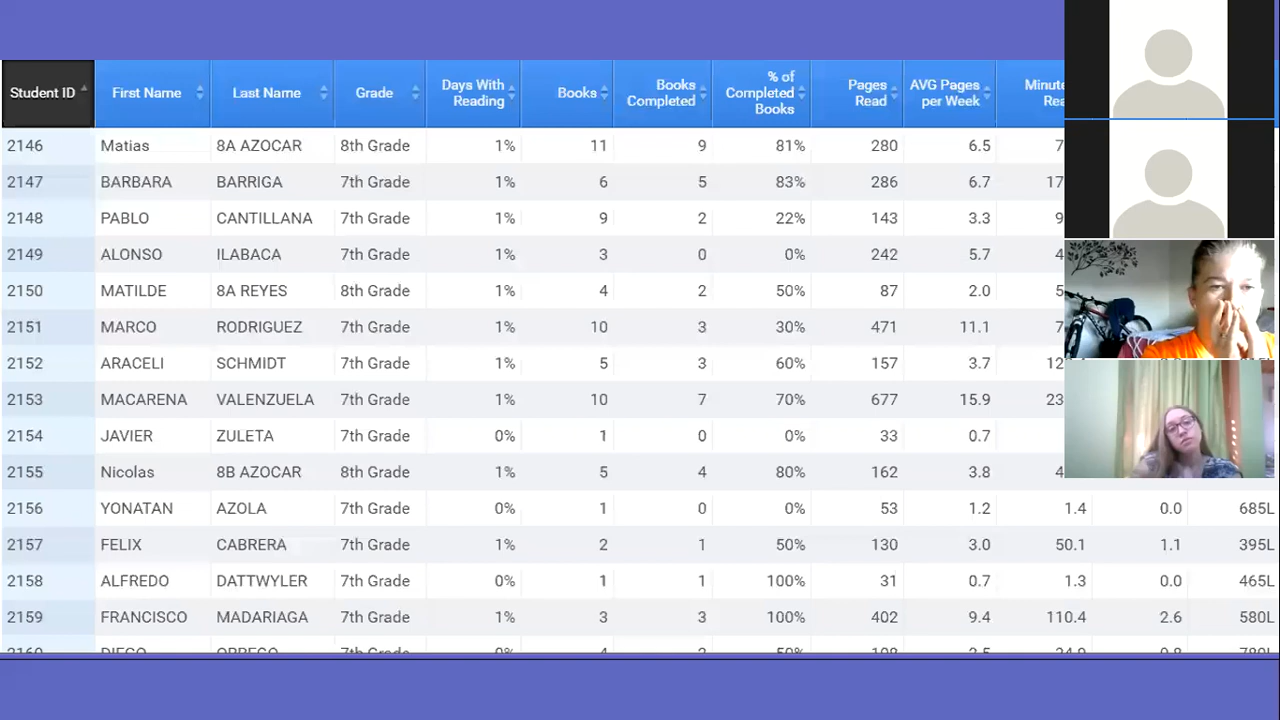 Student ID First Name Last Name Grade Days With Reading Books Books Completed % of Completed Books Pages Read AVG Pages per Week
2146 Matias 8A AZOCAR 8th Grade 1% 11 9 81% 280 6.5
2147 BARBARA BARRIGA 7th Grade 1% 6 5 83% 286 6.7
2148 PABLO CANTILLANA 7th Grade 1% 9 2 22% 143 3.3
2149 ALONSO ILABACA 7th Grade 1% 3 0 0% 242 5.7
2150 MATILDE 8A REYES 8th Grade 1% 4 2 50% 87 2.0
2151 MARCO RODRIGUEZ 7th Grade 1% 10 3 30% 471 11.1
2152 ARACELI SCHMIDT 7th Grade 1% 5 3 60% 157 3.7
2153 MACARENA VALENZUELA 7th Grade 1% 10 7 70% 677 15.9
2154 JAVIER ZULETA 7th Grade 0% 1 0 0% 33 0.7
2155 Nicolas 8B AZOCAR 8th Grade 1% 5 4 80% 162 3.8
2156 YONATAN AZOLA 7th Grade 0% 1 0 0% 53 1.2 1.4 0.0 685L
2157 FELIX CABRERA 7th Grade 1% 2 1 50% 130 3.0 50.1 1.1 395L
2158 ALFREDO DATTWYLER 7th Grade 0% 1 1 100% 31 0.7 1.3 0.0 465L
2159 FRANCISCO MADARIAGA 7th Grade 1% 3 3 100% 402 9.4 110.4 2.6 580L